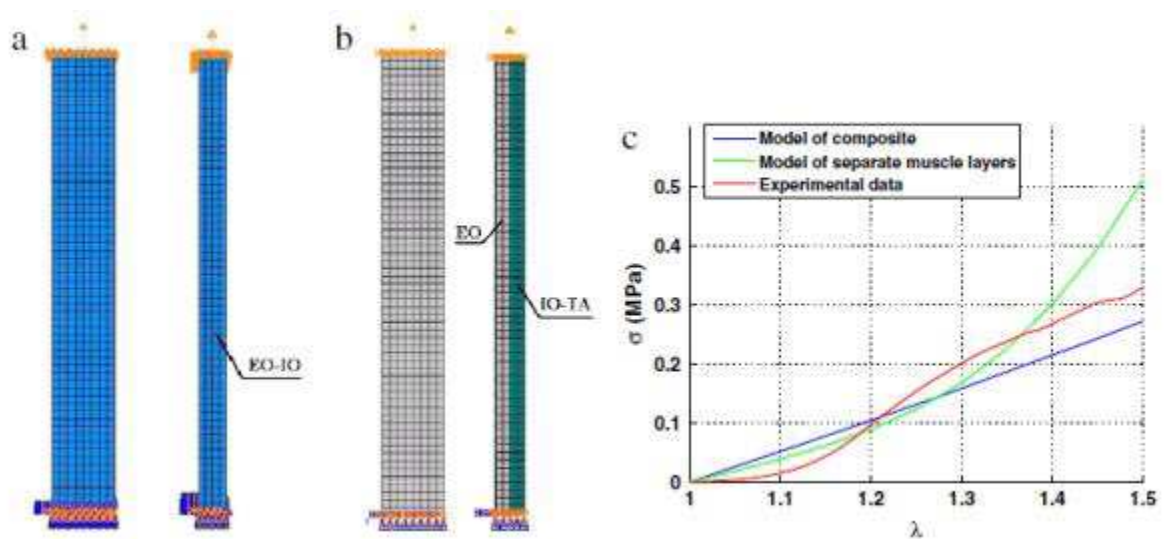 a
b
EO
IO-TA
EO-IO
c
Model of composite
Model of separate muscle layers
Experimental data
σ (MPa)
0.5
0.4
0.3
0.2
0.1
0
1
1.1
1.2
1.3
1.4
1.5
λ